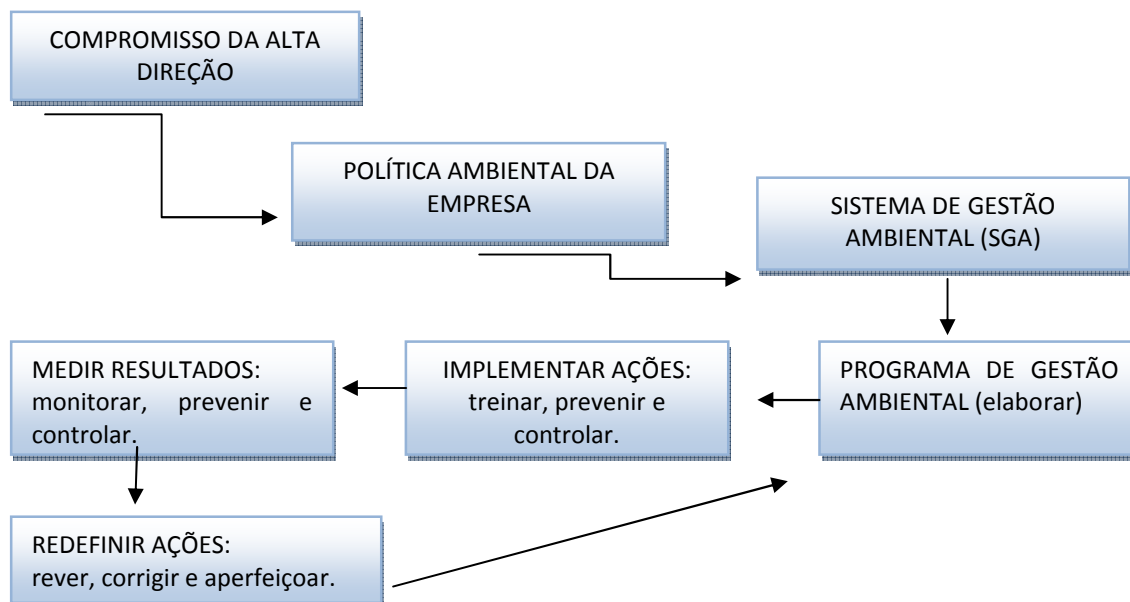 COMPROMISSO DA ALTA
DIREÇÃO
POLÍTICA AMBIENTAL DA
EMPRESA
SISTEMA DE GESTÃO
AMBIENTAL (SGA)
PROGRAMA DE GESTÃO
AMBIENTAL (elaborar)
IMPLEMENTAR AÇÕES:
treinar, prevenir e
controlar.
MEDIR RESULTADOS:
monitorar, prevenir e
controlar.
REDEFINIR AÇÕES:
rever, corrigir e aperfeiçoar.